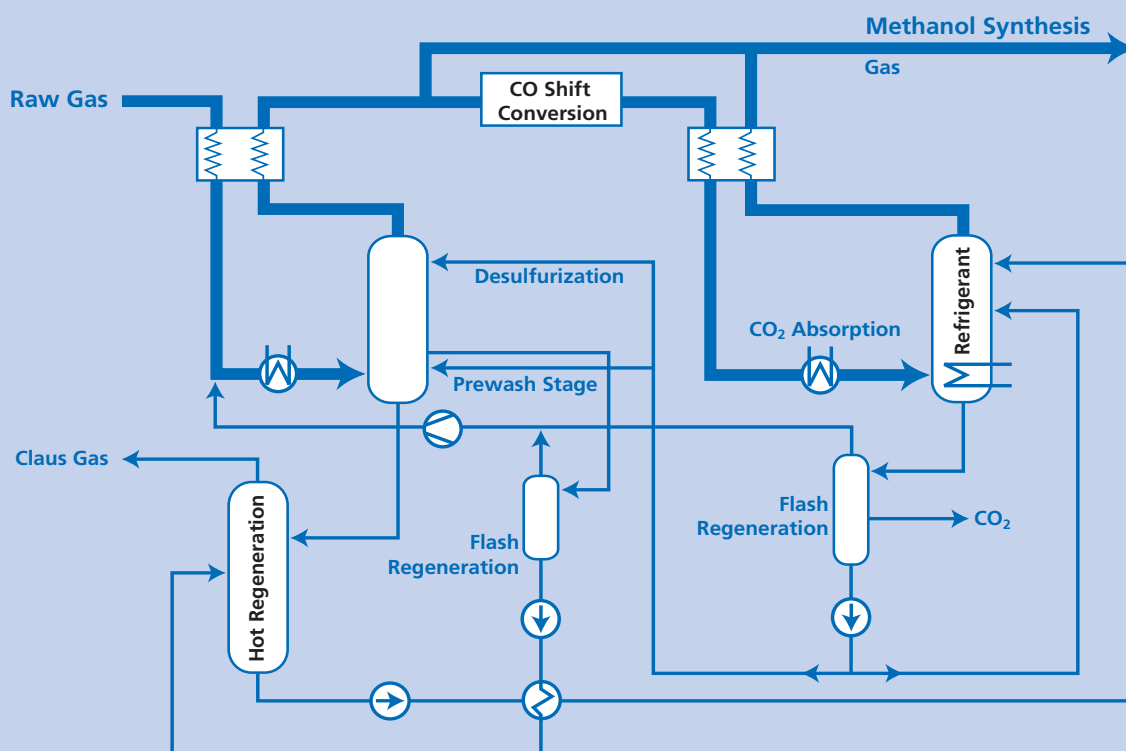 Methanol Synthesis
Gas
Raw Gas
CO Shift
Conversion
Desulfurization
Refrigerant
CO₂ Absorption
Prewash Stage
Claus Gas
Hot Regeneration
Flash
Regeneration
Flash
Regeneration
CO₂